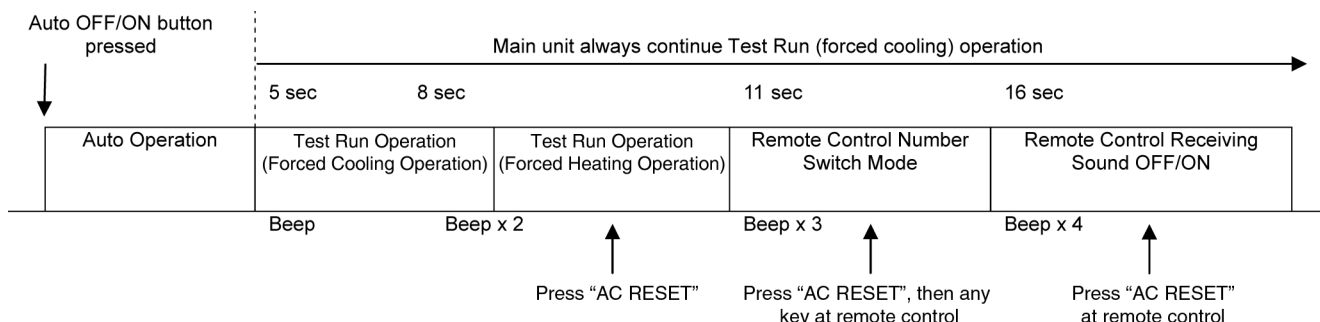 Auto OFF/ON button
pressed
Main unit always continue Test Run (forced cooling) operation
5 sec
8 sec
11 sec
16 sec
Auto Operation
Test Run Operation
(Forced Cooling Operation)
Test Run Operation
(Forced Heating Operation)
Remote Control Number
Switch Mode
Remote Control Receiving
Sound OFF/ON
Beep
Beep x 2
Beep x 3
Beep x 4
Press “AC RESET”
Press “AC RESET”, then any
key at remote control
Press “AC RESET”
at remote control